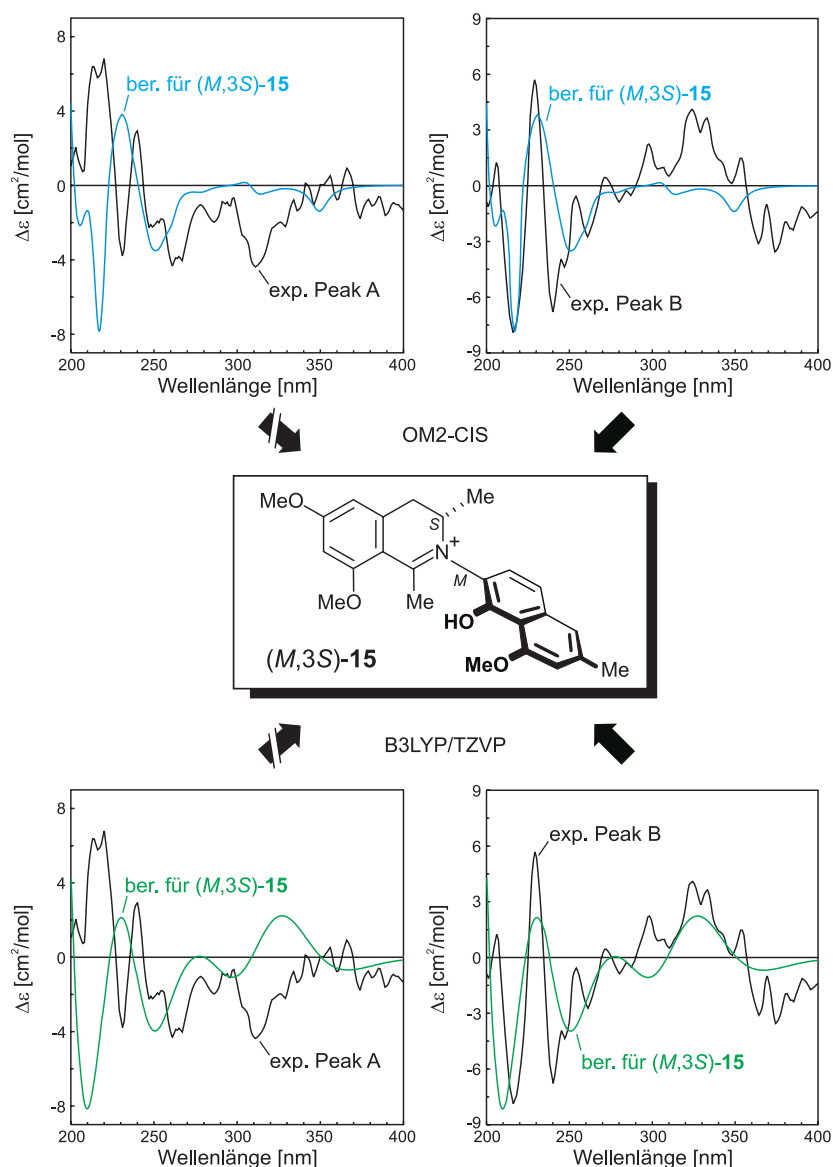 8
4
0
-4
-8
Δε [cm²/mol]
200 250 300 350 400
Wellenlänge [nm]
ber. für (M,3S)-15
exp. Peak A
9
6
3
0
-3
-6
-9
Δε [cm²/mol]
200 250 300 350 400
Wellenlänge [nm]
ber. für (M,3S)-15
exp. Peak B
OM2-CIS
MeO
Me
S
N+
M
OMe
Me
HO
MeO
Me
(M,3S)-15
B3LYP/TZVP
8
4
0
-4
-8
Δε [cm²/mol]
200 250 300 350 400
Wellenlänge [nm]
ber. für (M,3S)-15
exp. Peak A
9
6
3
0
-3
-6
-9
Δε [cm²/mol]
200 250 300 350 400
Wellenlänge [nm]
exp. Peak B
ber. für (M,3S)-15